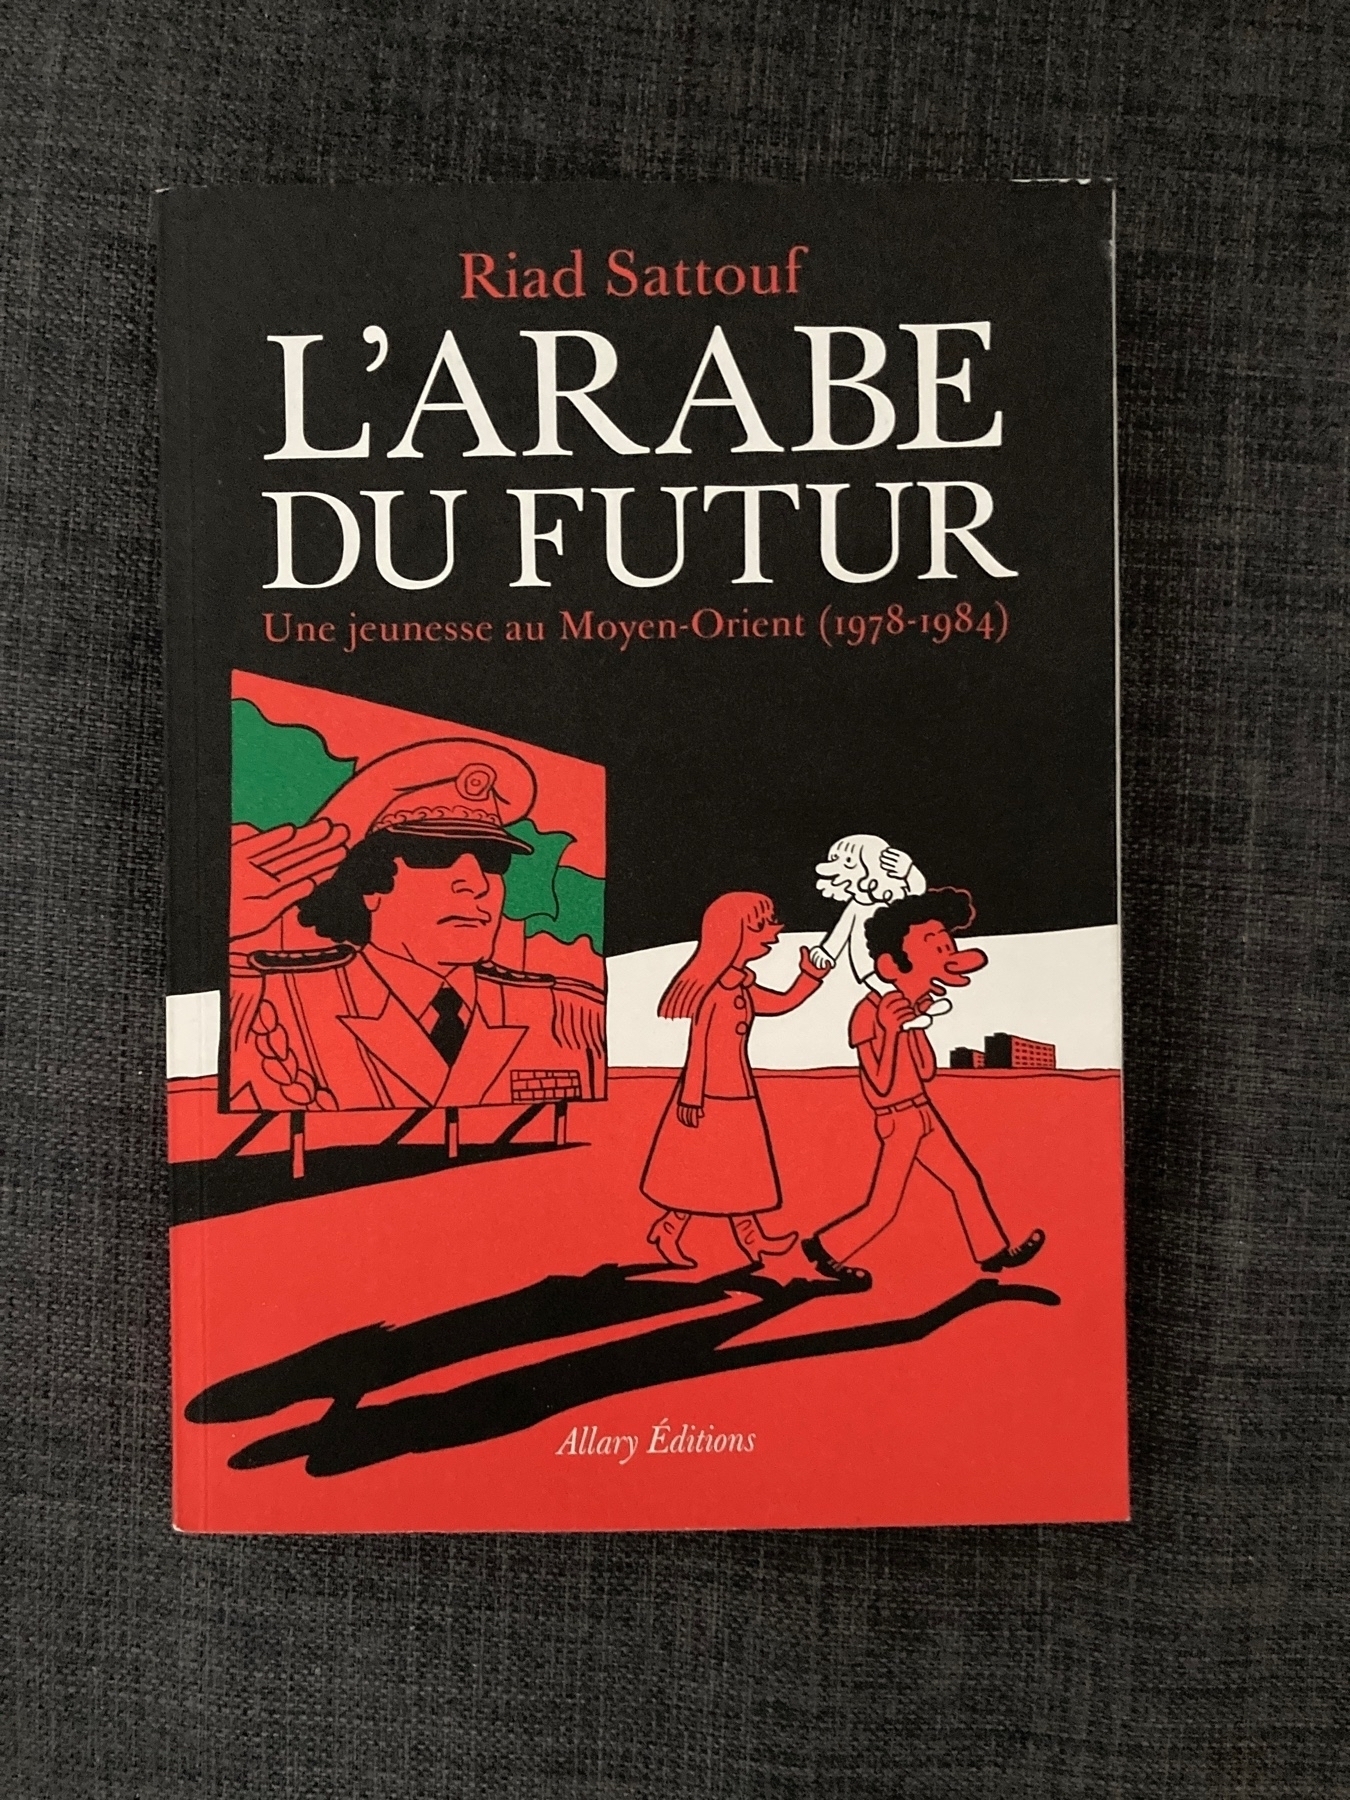 Riad Sattouf
L'ARABE
DU FUTUR
Une jeunesse au Moyen-Orient (1978-1984)
Allary Éditions